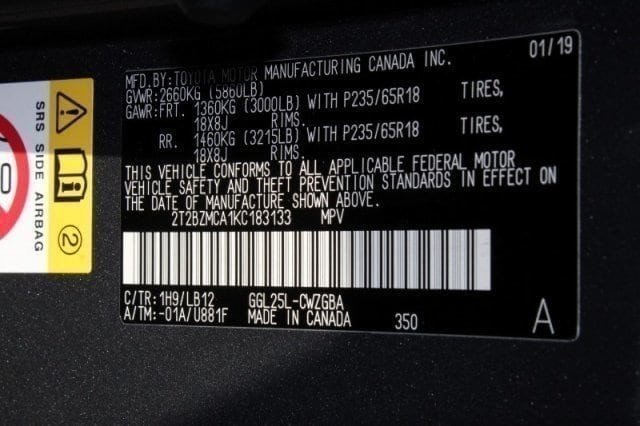 MFD.BY:TOYOTA MOTOR MANUFACTURING CANADA INC. 01/19
GVWR:2660KG (5860LB)
GAWR:FRT. 1360KG (3000LB) WITH P235/65R18 TIRES,
18X8J RIMS.
RR. 1460KG (3215LB) WITH P235/65R18 TIRES,
18X8J RIMS.
THIS VEHICLE CONFORMS TO ALL APPLICABLE FEDERAL MOTOR
VEHICLE SAFETY AND THEFT PREVENTION STANDARDS IN EFFECT ON
THE DATE OF MANUFACTURE SHOWN ABOVE.
2T2BZMCA1KC183133 MPV
C/TR:1H9/LB12 GGL25L-CWZGBA
A/TM:-01A/U881F MADE IN CANADA 350 A
SRS SIDE AIRBAG
2